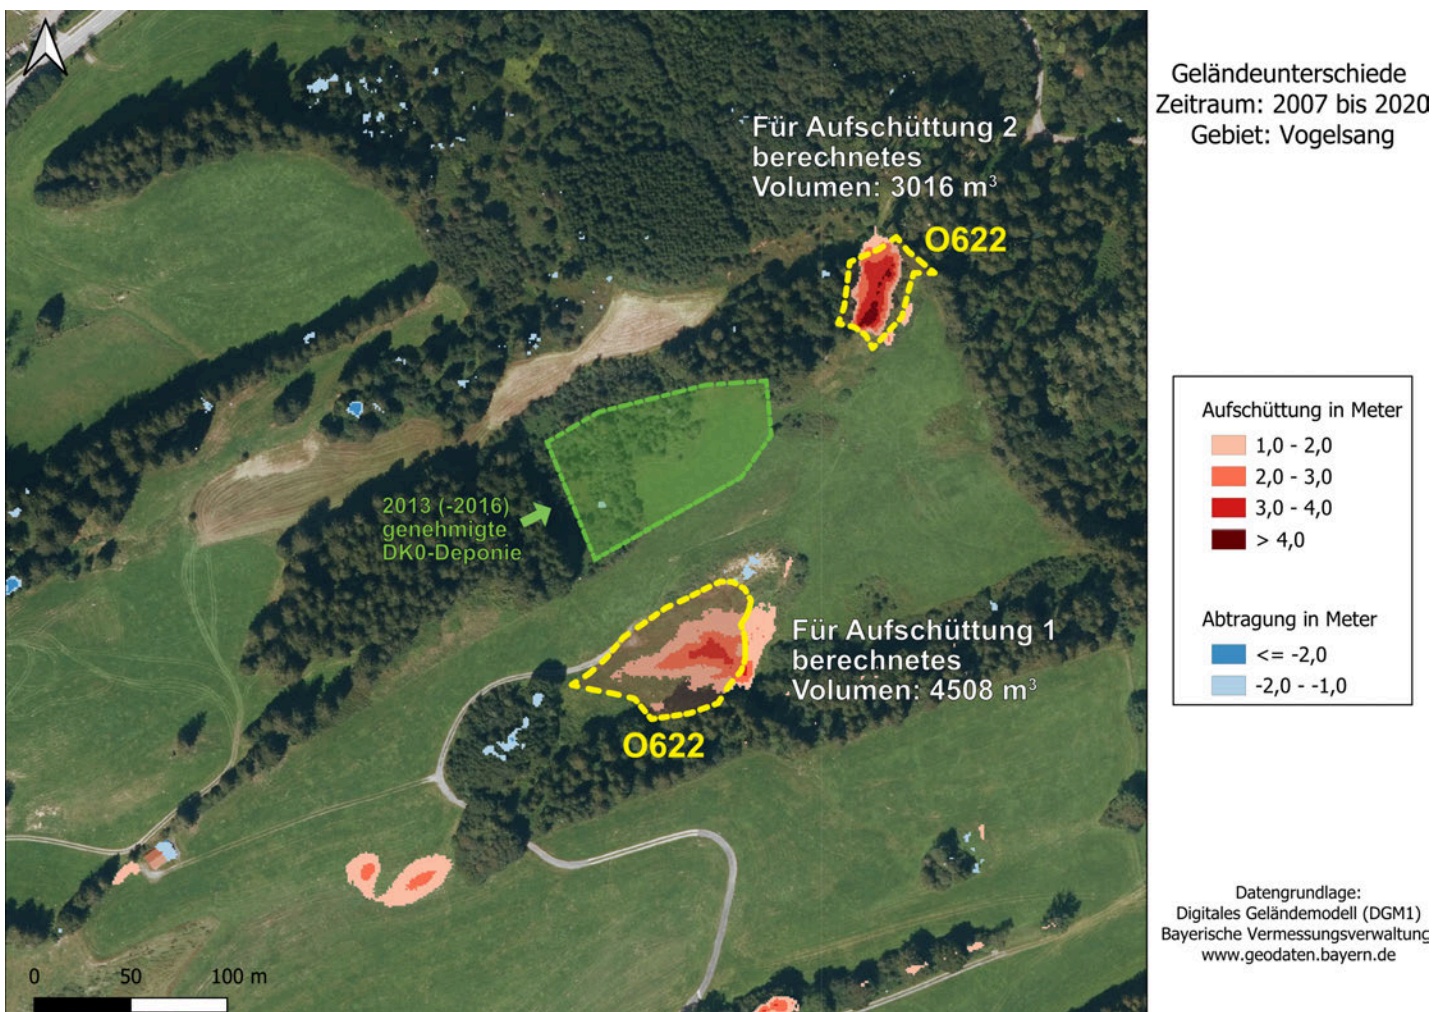 Geländeunterschiede
Zeitraum: 2007 bis 2020
Gebiet: Vogelsang
Für Aufschüttung 2
berechnetes
Volumen: 3016 m³
O622
2013 (-2016)
genehmigte
DK0-Deponie
Für Aufschüttung 1
berechnetes
Volumen: 4508 m³
O622
Aufschüttung in Meter
1,0 - 2,0
2,0 - 3,0
3,0 - 4,0
> 4,0
Abtragung in Meter
<= -2,0
-2,0 - -1,0
Datengrundlage:
Digitales Geländemodell (DGM1)
Bayerische Vermessungsverwaltung
www.geodaten.bayern.de
0 50 100 m